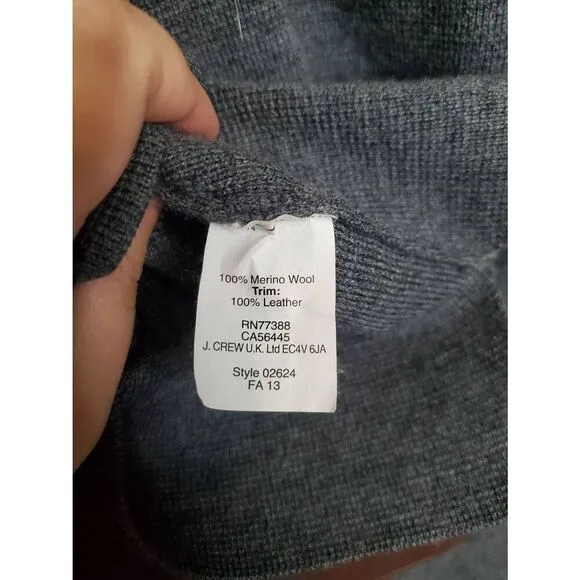 100% Merino Wool
Trim:
100% Leather
RN77388
CA56445
J. CREW U.K. Ltd EC4V 6JA
Style 02624
FA 13